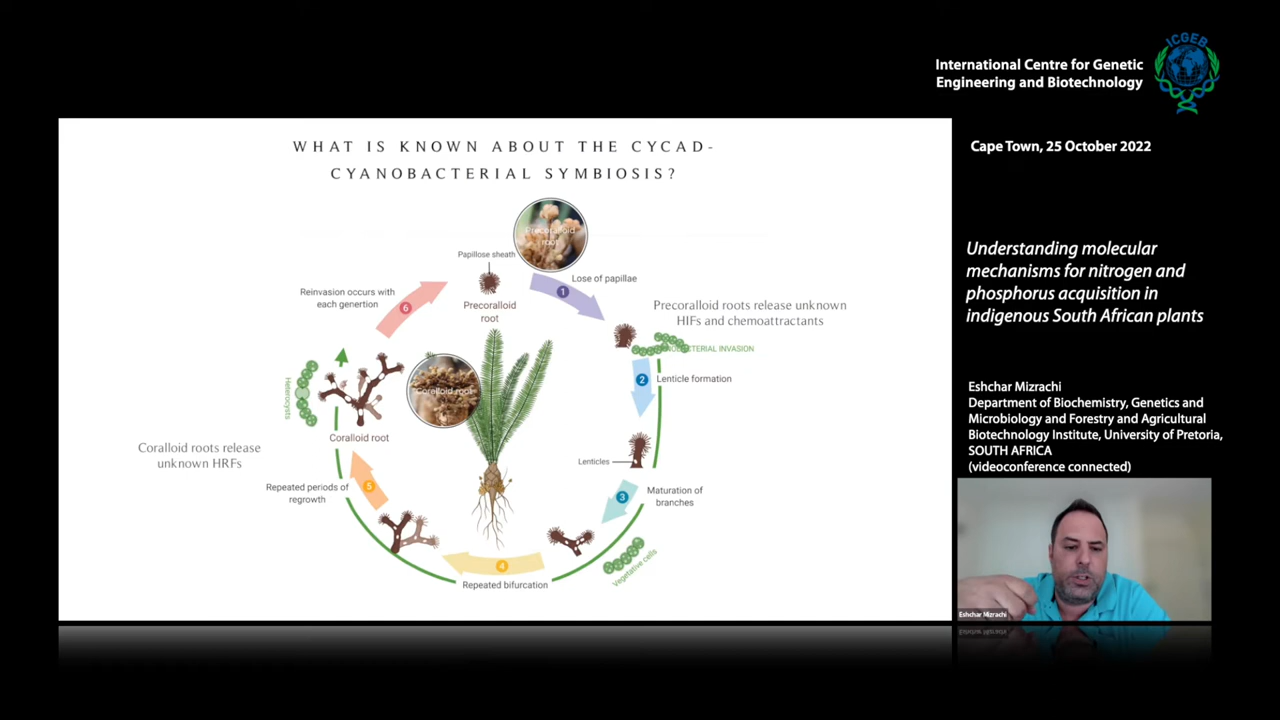 International Centre for Genetic
Engineering and Biotechnology
ICGEB
WHAT IS KNOWN ABOUT THE CYCAD-
CYANOBACTERIAL SYMBIOSIS?
Precoralloid
root
Papillose sheath
Lose of papillae
1
Reinvasion occurs with
each genertion
6
Precoralloid
root
Precoralloid roots release unknown
HIFs and chemoattractants
TERIAL INVASION
2
Lenticle formation
Heterocysts
Coralloid root
Coralloid root
Coralloid roots release
unknown HRFs
Lenticles
Repeated periods of
regrowth
5
3
Maturation of
branches
4
Vegetative cells
Repeated bifurcation
Cape Town, 25 October 2022
Understanding molecular
mechanisms for nitrogen and
phosphorus acquisition in
indigenous South African plants
Eshchar Mizrachi
Department of Biochemistry, Genetics and
Microbiology and Forestry and Agricultural
Biotechnology Institute, University of Pretoria,
SOUTH AFRICA
(videoconference connected)
Eshchar Mizrachi